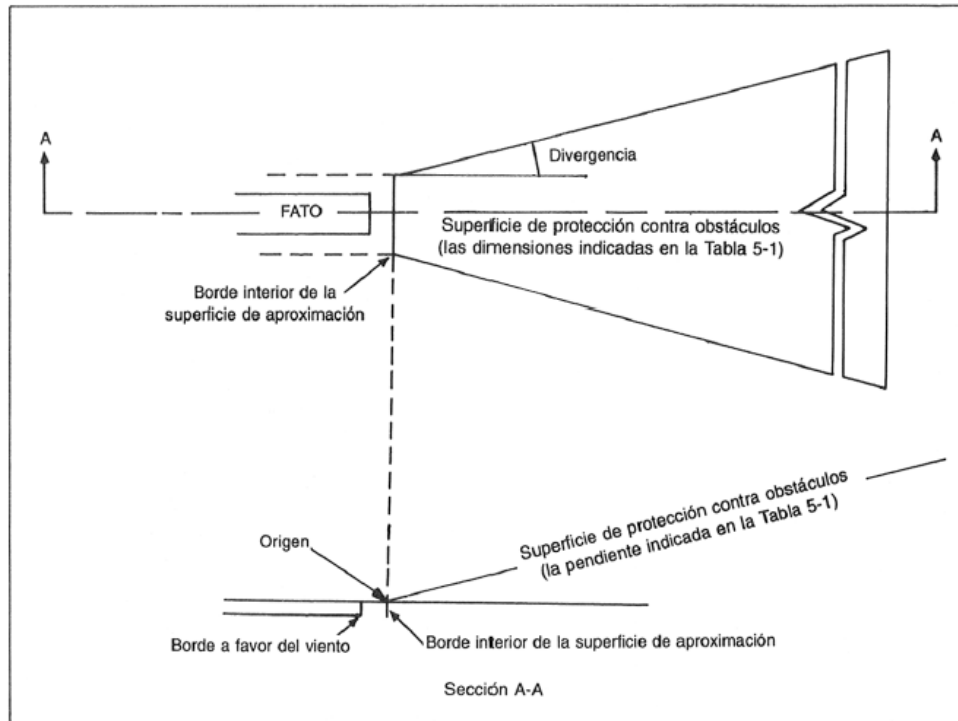 A
A
Divergencia
FATO
Superficie de protección contra obstáculos
(las dimensiones indicadas en la Tabla 5-1)
Borde interior de la
superficie de aproximación
Superficie de protección contra obstáculos
(la pendiente indicada en la Tabla 5-1)
Origen
Borde a favor del viento
Borde interior de la superficie de aproximación
Sección A-A